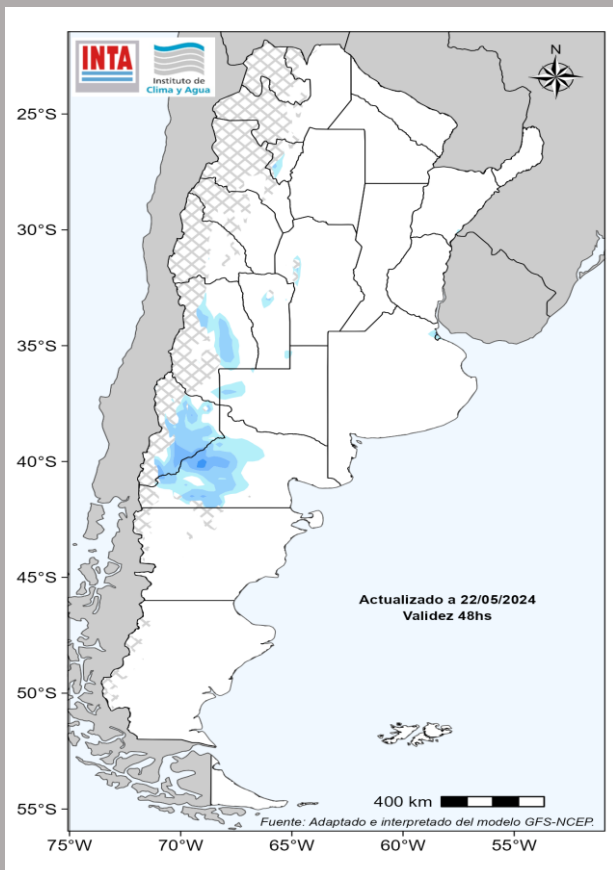 INTA
Instituto de
Clima y Agua
N
25°S
30°S
35°S
40°S
45°S
50°S
55°S
Actualizado a 22/05/2024
Validez 48hs
400 km
Fuente: Adaptado e interpretado del modelo GFS-NCEP.
75°W
70°W
65°W
60°W
55°W